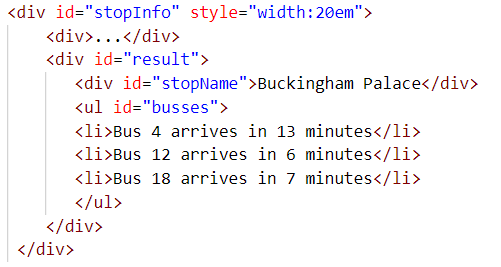 <div id="stopInfo" style="width:20em">
<div>...</div>
<div id="result">
<div id="stopName">Buckingham Palace</div>
<ul id="busses">
<li>Bus 4 arrives in 13 minutes</li>
<li>Bus 12 arrives in 6 minutes</li>
<li>Bus 18 arrives in 7 minutes</li>
</ul>
</div>
</div>